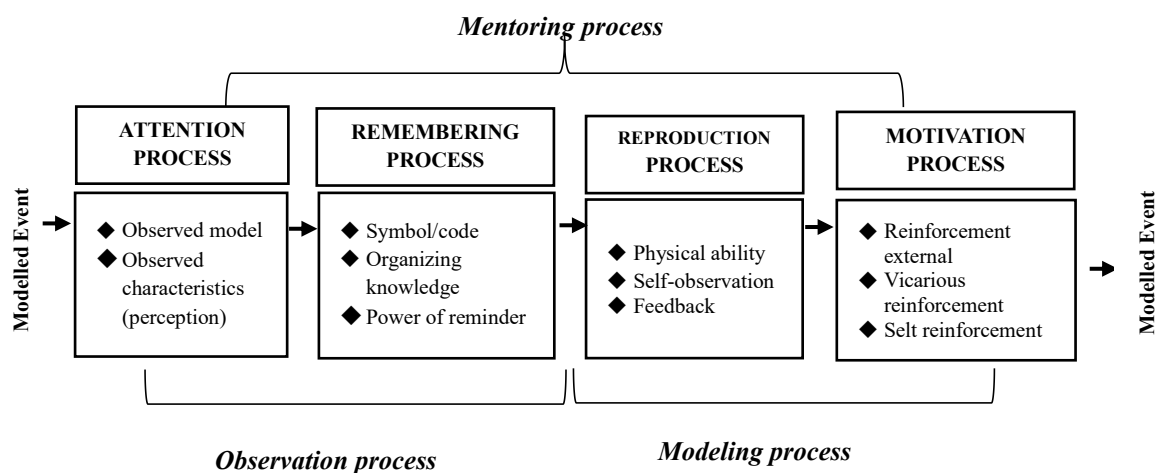 Mentoring process
ATTENTION
PROCESS
REMEMBERING
PROCESS
REPRODUCTION
PROCESS
MOTIVATION
PROCESS
Modelled Event
◆ Observed model
◆ Observed
characteristics
(perception)
◆ Symbol/code
◆ Organizing
knowledge
◆ Power of reminder
◆ Physical ability
◆ Self-observation
◆ Feedback
◆ Reinforcement
external
◆ Vicarious
reinforcement
◆ Selt reinforcement
Modelled Event
Observation process
Modeling process